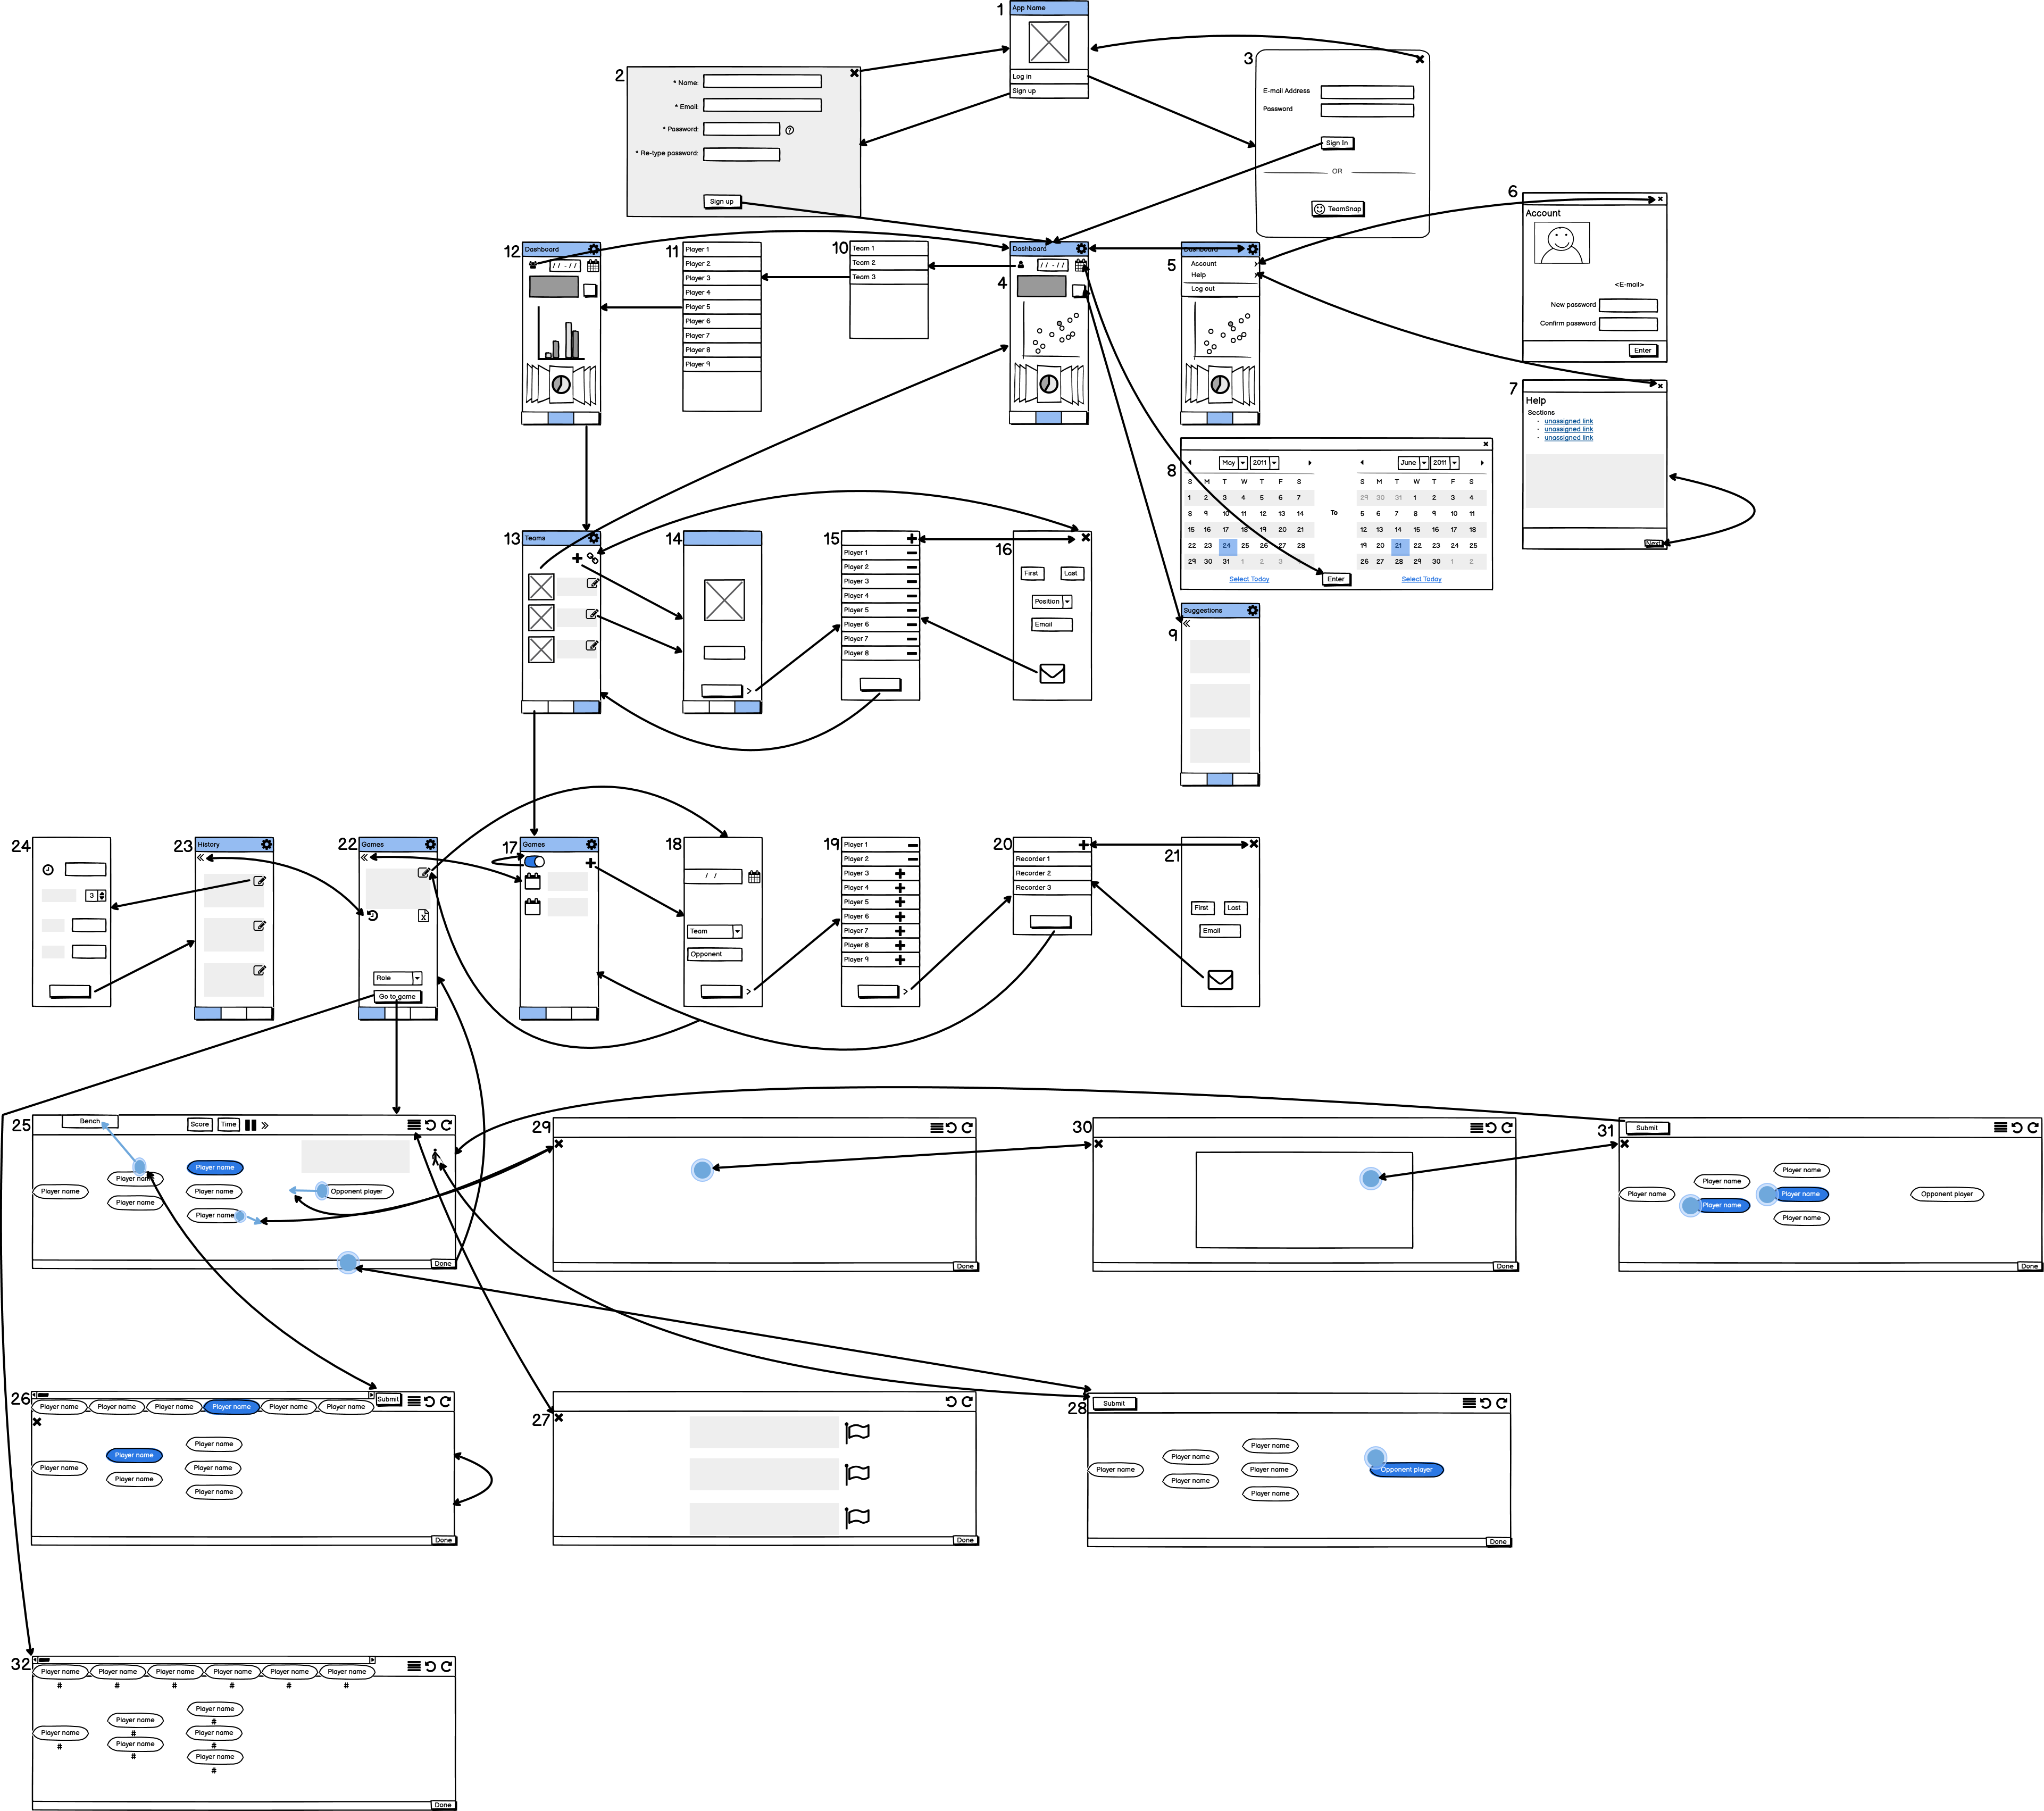 1
App Name
Log in
Sign up
2
* Name:
* Email:
* Password:
?
* Re-type password:
Sign up
3
E-mail Address
Password
Sign In
OR
TeamSnap
12
Dashboard
/ / - / /
11
Player 1
Player 2
Player 3
Player 4
Player 5
Player 6
Player 7
Player 8
Player 9
10
Team 1
Team 2
Team 3
4
Dashboard
/ / - / /
5
Dashboard
Account
Help
Log out
6
Account
<E-mail>
New password
Confirm password
Enter
7
Help
Sections
- unassigned link
- unassigned link
- unassigned link
Next
8
May 2011
S M T W T F S
1 2 3 4 5 6 7
8 9 10 11 12 13 14
15 16 17 18 19 20 21
22 23 24 25 26 27 28
29 30 31 1 2 3
Select Today
To
June 2011
S M T W T F S
29 30 31 1 2 3 4
5 6 7 8 9 10 11
12 13 14 15 16 17 18
19 20 21 22 23 24 25
26 27 28 29 30 1 2
Select Today
Enter
9
Suggestions
13
Teams
14
15
Player 1
Player 2
Player 3
Player 4
Player 5
Player 6
Player 7
Player 8
16
First Last
Position
Email
24
3
23
History
22
Games
X
Role
Go to game
17
Games
18
/ /
Team
Opponent
19
Player 1
Player 2
Player 3
Player 4
Player 5
Player 6
Player 7
Player 8
Player 9
20
Recorder 1
Recorder 2
Recorder 3
21
First Last
Email
25
Bench
Score Time
Player name
Player name
Player name
Player name
Player name
Player name
Opponent player
Done
29
Done
30
Done
31
Submit
Player name
Player name
Player name
Player name
Player name
Player name
Opponent player
Done
26
Submit
Player name Player name Player name Player name Player name Player name
Player name
Player name
Player name
Player name
Player name
Player name
Done
27
Done
28
Submit
Player name
Player name
Player name
Player name
Player name
Player name
Opponent player
Done
32
Player name Player name Player name Player name Player name Player name
# # # # # #
Player name
#
Player name
#
Player name
#
Player name
#
Player name
#
Player name
#
Done